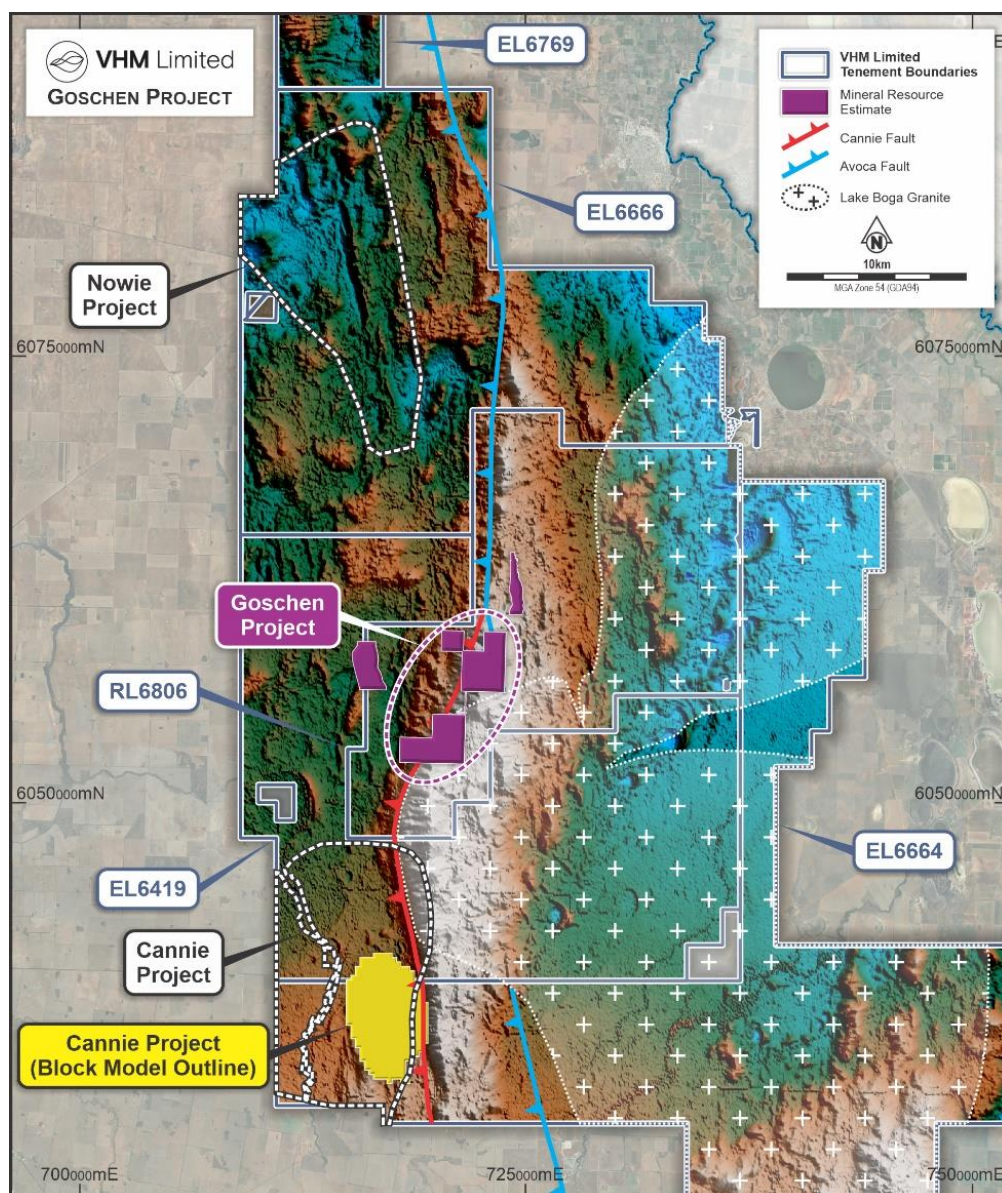 VHM Limited
GOSCHEN PROJECT
EL6769
VHM Limited
Tenement Boundaries
Mineral Resource
Estimate
Cannie Fault
Avoca Fault
Lake Boga Granite
N
10km
MGA Zone 54 (GDA94)
EL6666
Nowie
Project
6075000mN
6075000mN
Goschen
Project
RL6806
6050000mN
6050000mN
EL6664
EL6419
Cannie
Project
Cannie Project
(Block Model Outline)
700000mE
725000mE
750000mE